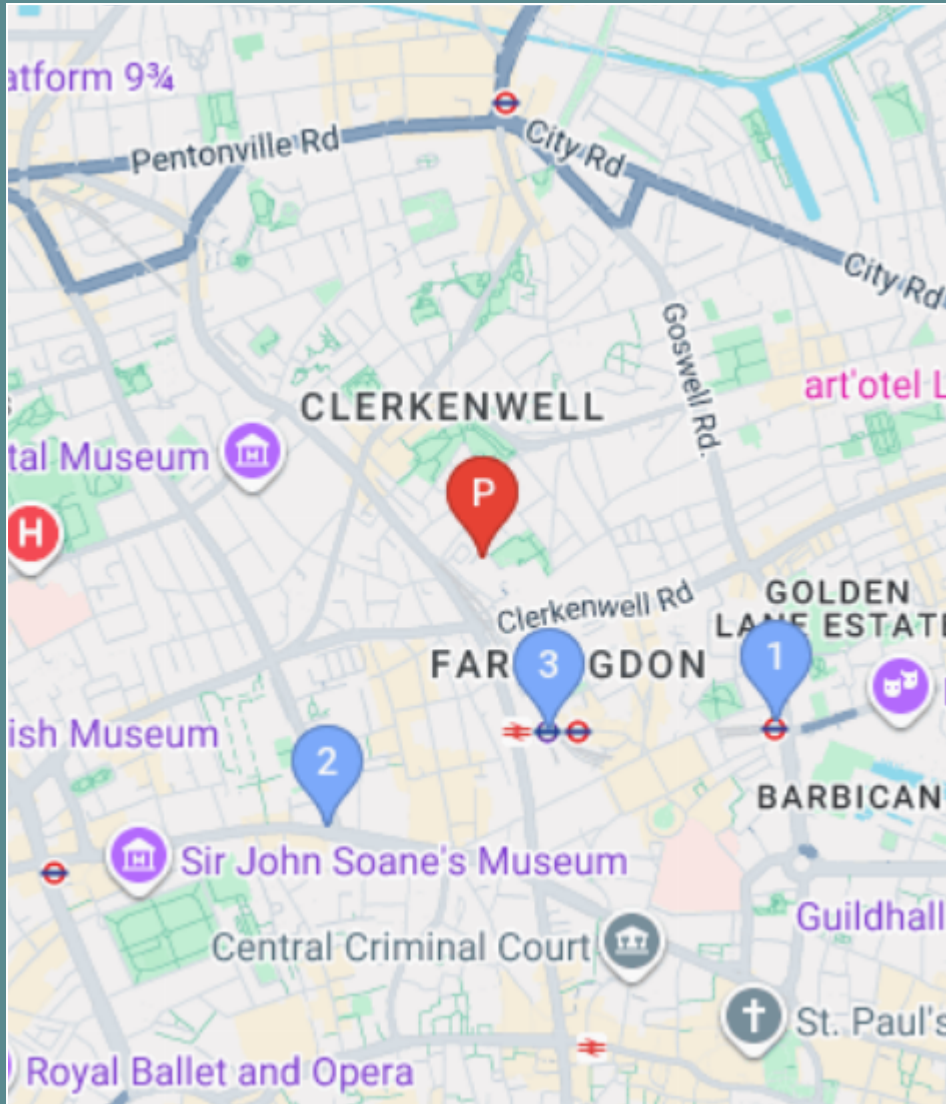 atform 9¾
Pentonville Rd
City Rd
City Rd
Goswell Rd.
art'otel L
CLERKENWELL
tal Museum
P
H
Clerkenwell Rd
GOLDEN
LANE ESTATE
FAR
GDON
3
1
ish Museum
2
BARBICAN
Sir John Soane's Museum
Guildhall
Central Criminal Court
St. Paul's
Royal Ballet and Opera